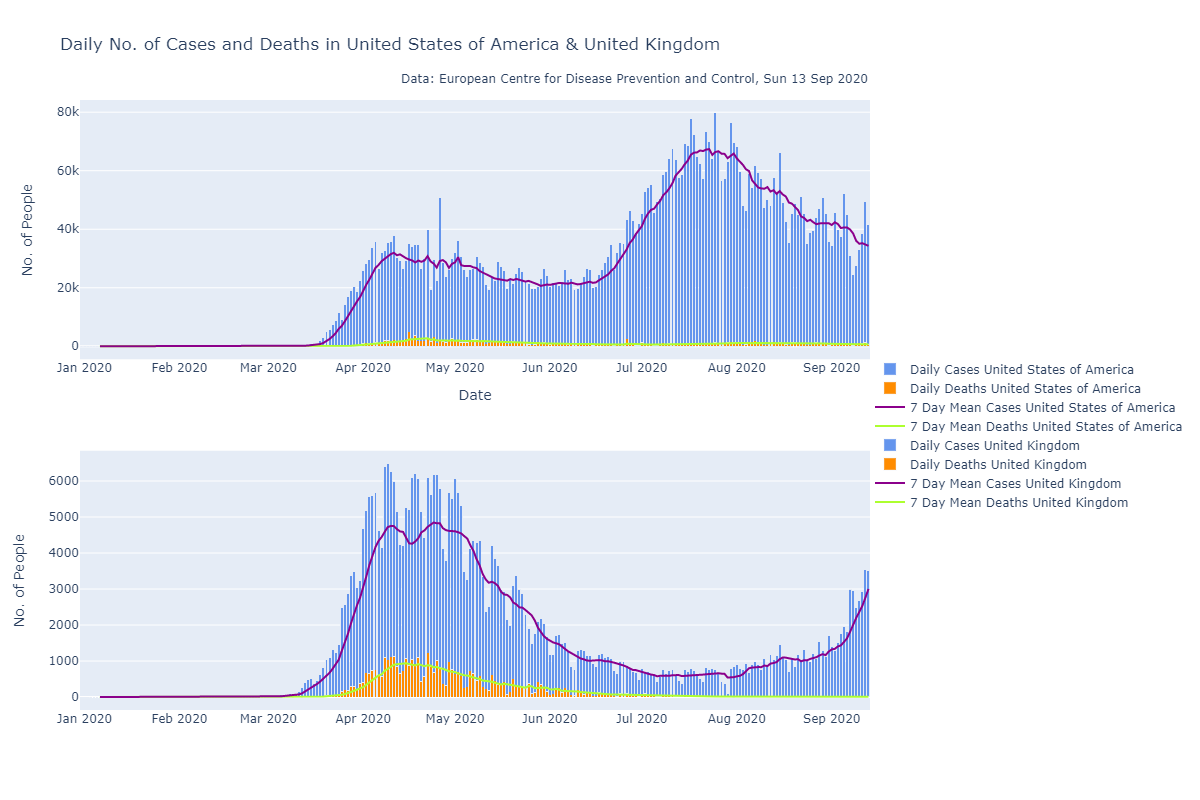 Daily No. of Cases and Deaths in United States of America & United Kingdom
Data: European Centre for Disease Prevention and Control, Sun 13 Sep 2020
No. of People
80k
60k
40k
20k
0
Jan 2020 Feb 2020 Mar 2020 Apr 2020 May 2020 Jun 2020 Jul 2020 Aug 2020 Sep 2020
Date
Daily Cases United States of America
Daily Deaths United States of America
7 Day Mean Cases United States of America
7 Day Mean Deaths United States of America
Daily Cases United Kingdom
Daily Deaths United Kingdom
7 Day Mean Cases United Kingdom
7 Day Mean Deaths United Kingdom
No. of People
6000
5000
4000
3000
2000
1000
0
Jan 2020 Feb 2020 Mar 2020 Apr 2020 May 2020 Jun 2020 Jul 2020 Aug 2020 Sep 2020